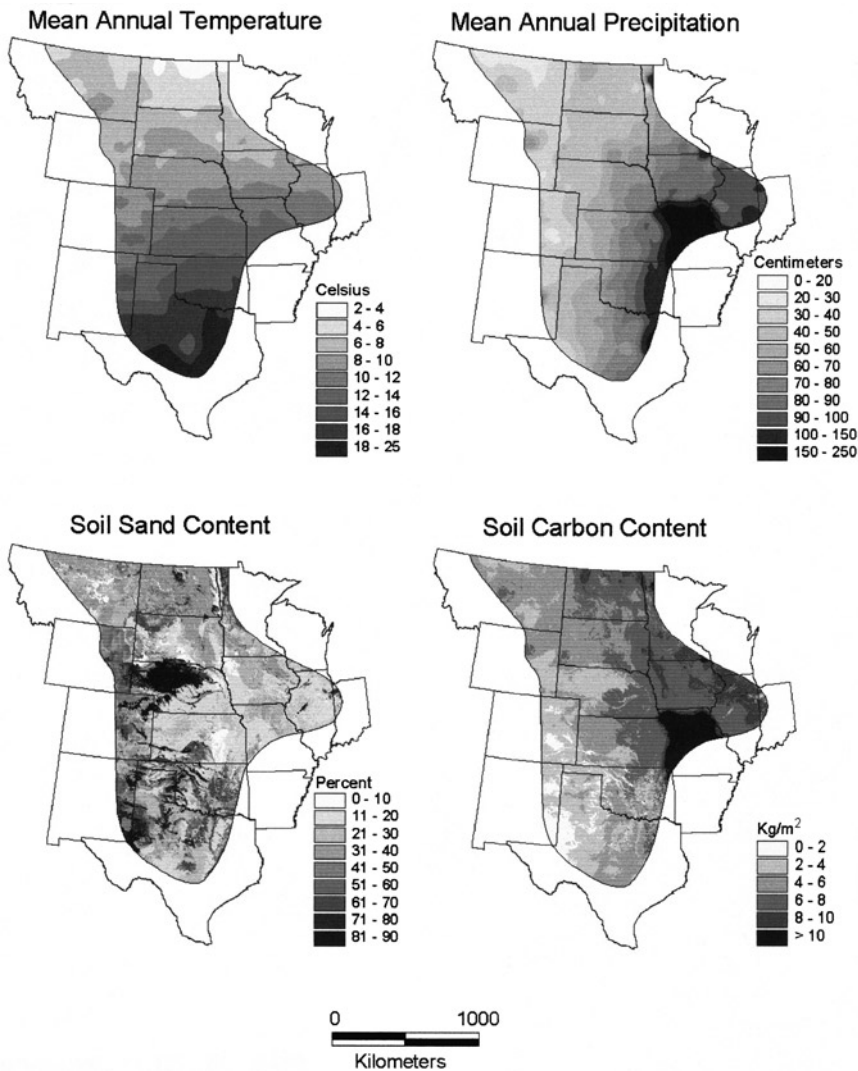 Mean Annual Temperature
Mean Annual Precipitation
Celsius
2 - 4
4 - 6
6 - 8
8 - 10
10 - 12
12 - 14
14 - 16
16 - 18
18 - 25
Centimeters
0 - 20
20 - 30
30 - 40
40 - 50
50 - 60
60 - 70
70 - 80
80 - 90
90 - 100
100 - 150
150 - 250
Soil Sand Content
Soil Carbon Content
Percent
0 - 10
11 - 20
21 - 30
31 - 40
41 - 50
51 - 60
61 - 70
71 - 80
81 - 90
Kg/m²
0 - 2
2 - 4
4 - 6
6 - 8
8 - 10
> 10
0 1000
Kilometers